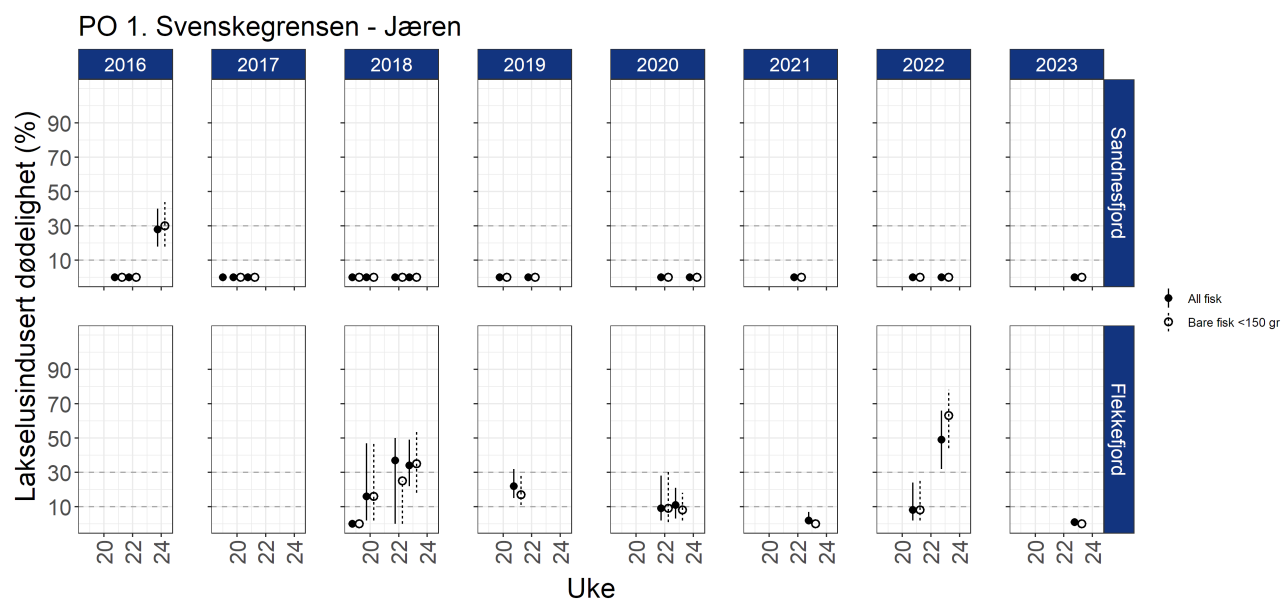 PO 1. Svenskegrensen - Jæren
2016 2017 2018 2019 2020 2021 2022 2023
Lakselusindusert dødelighet (%)
90
70
50
30
10
Sandnesfjord
All fisk
Bare fisk <150 gr
90
70
50
30
10
Flekkefjord
20 22 24 20 22 24 20 22 24 20 22 24 20 22 24 20 22 24 20 22 24 20 22 24
Uke